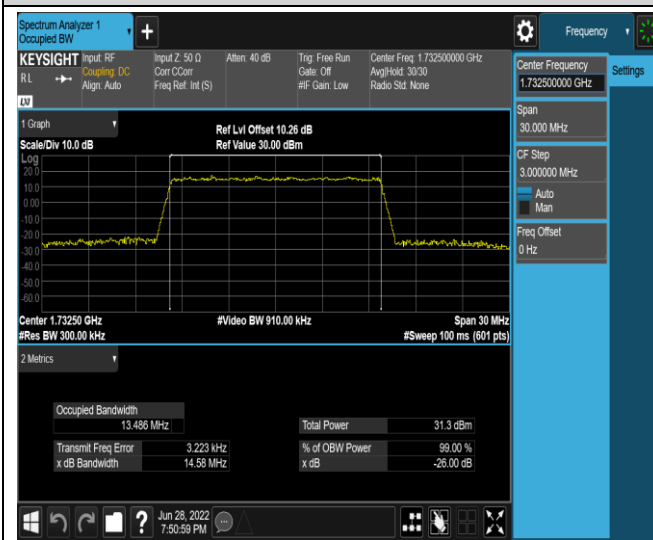 Spectrum Analyzer 1
Occupied BW
+
Frequency
KEYSIGHT
RL
LXI
Input: RF
Coupling: DC
Align: Auto
Input Z: 50 Ω
Corr CCorr
Freq Ref: Int (S)
Atten: 40 dB
Trig: Free Run
Gate: Off
#IF Gain: Low
Center Freq: 1.732500000 GHz
Avg|Hold: 30/30
Radio Std: None
Center Frequency
1.732500000 GHz
Settings
Span
30.000 MHz
CF Step
3.000000 MHz
Auto
Man
Freq Offset
0 Hz
1 Graph
Scale/Div 10.0 dB
Ref Lvl Offset 10.26 dB
Ref Value 30.00 dBm
Log
20.0
10.0
0.00
-10.0
-20.0
-30.0
-40.0
-50.0
-60.0
Center 1.73250 GHz
#Res BW 300.00 kHz
#Video BW 910.00 kHz
Span 30 MHz
#Sweep 100 ms (601 pts)
2 Metrics
Occupied Bandwidth
13.486 MHz
Total Power 31.3 dBm
Transmit Freq Error 3.223 kHz
% of OBW Power 99.00 %
x dB Bandwidth 14.58 MHz
x dB -26.00 dB
?
Jun 28, 2022
7:50:59 PM